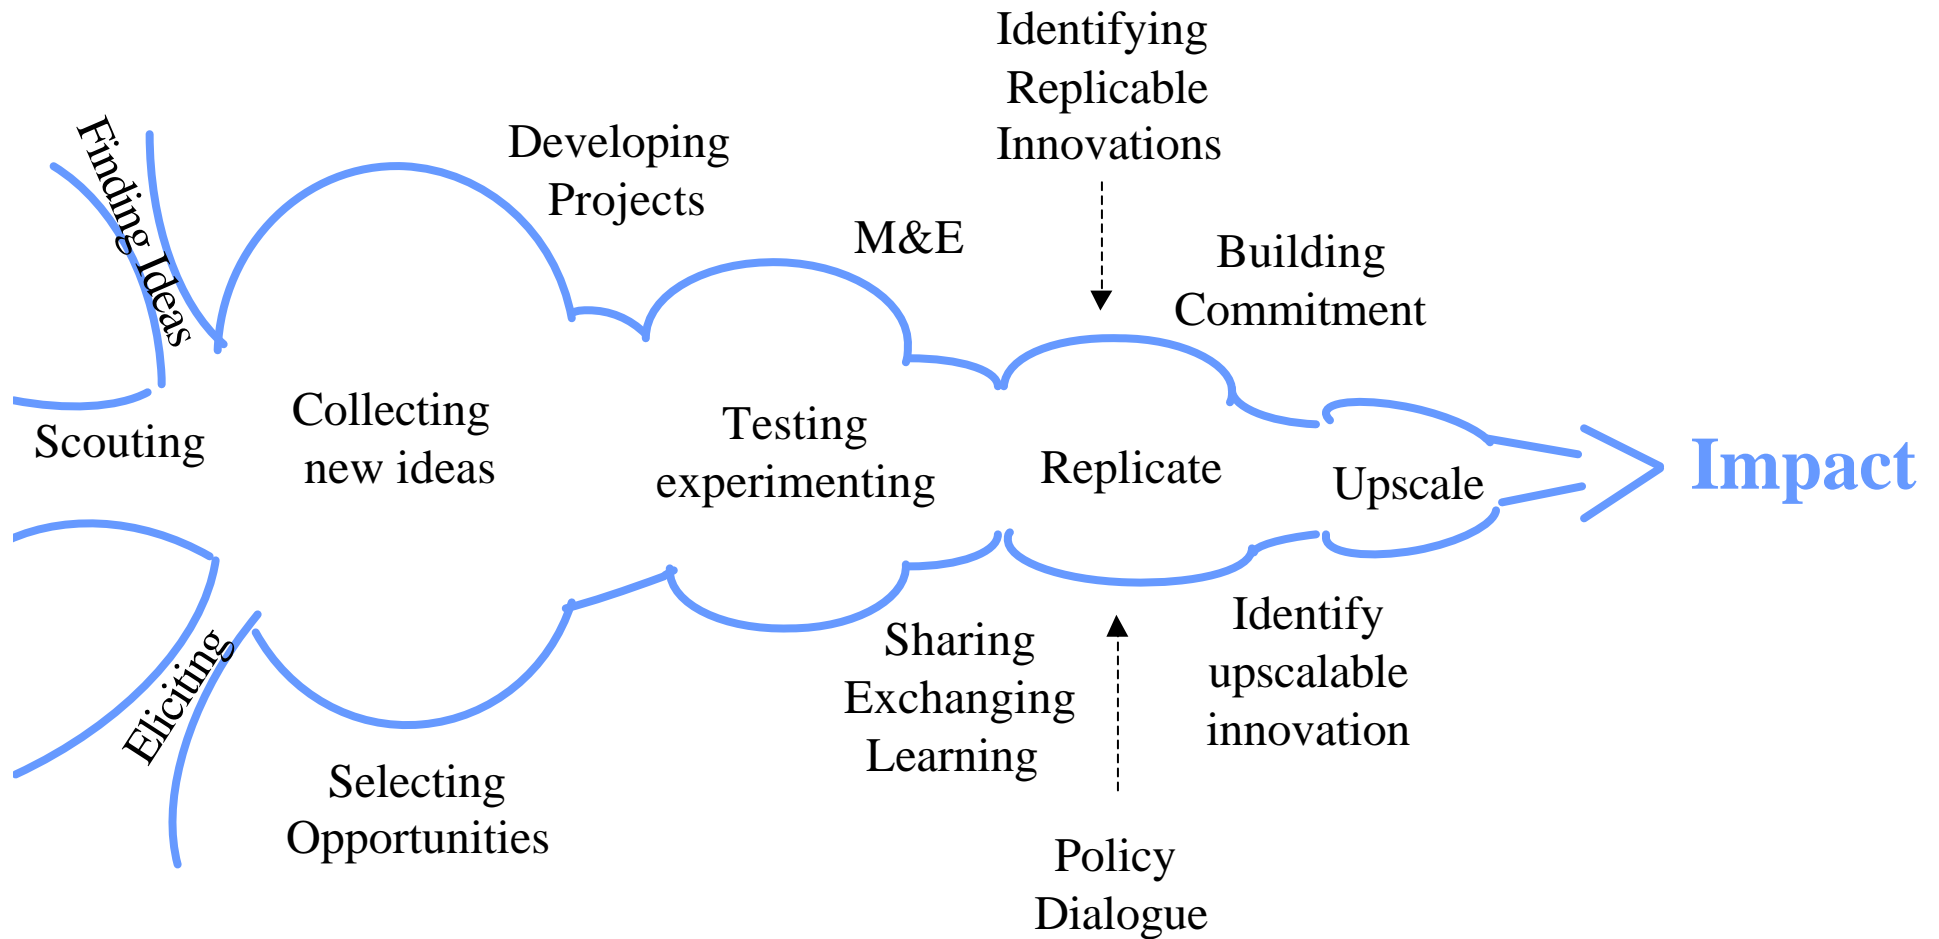 Identifying
Replicable
Innovations
Developing
Projects
M&E
Building
Commitment
Finding Ideas
Scouting
Eliciting
Collecting
new ideas
Testing
experimenting
Replicate
Upscale
Impact
Selecting
Opportunities
Sharing
Exchanging
Learning
Identify
upscalable
innovation
Policy
Dialogue